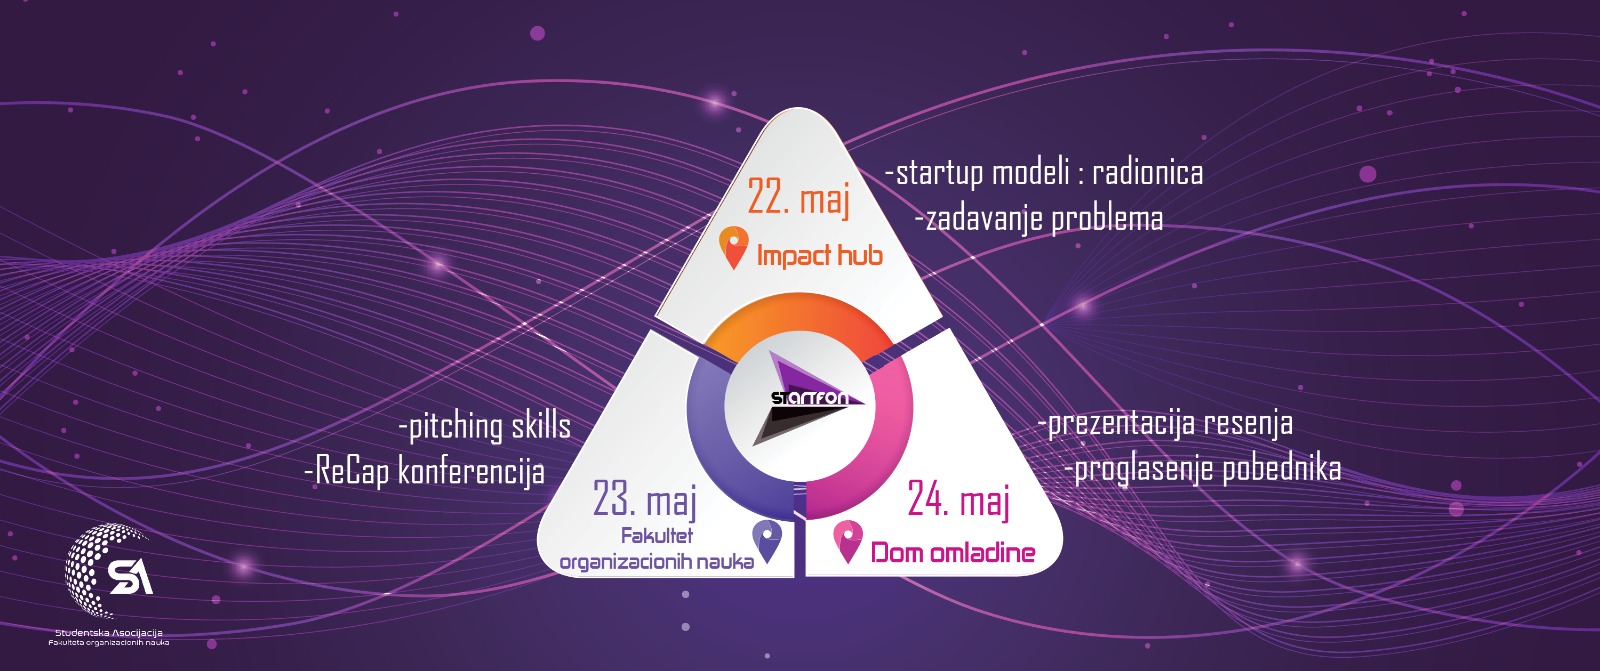 22. maj
Impact hub
-startup modeli : radionica
-zadavanje problema
STARTFON
-pitching skills
-ReCap konferencija
23. maj
Fakultet
organizacionih nauka
24. maj
Dom omladine
-prezentacija resenja
-proglasenje pobednika
SA
Studentska Asocijacija
Fakulteta organizacionih nauka